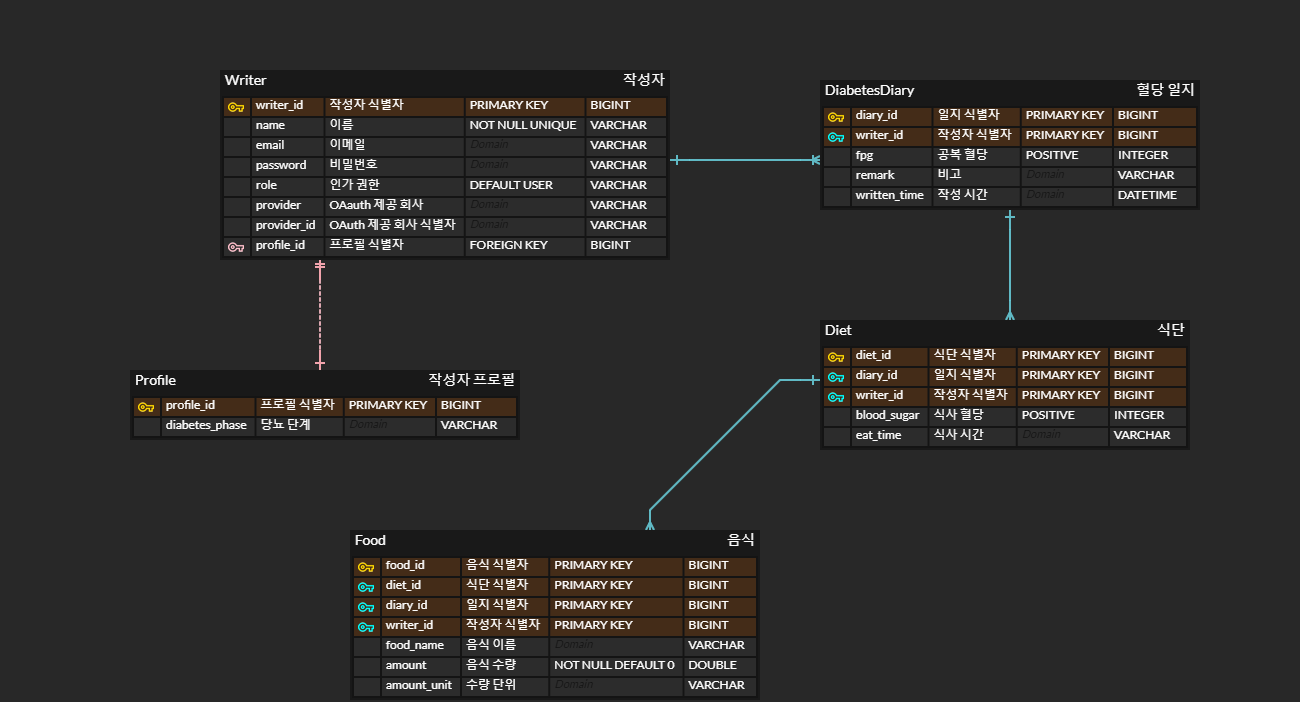 Writer 작성자
writer_id 작성자 식별자 PRIMARY KEY BIGINT
name 이름 NOT NULL UNIQUE VARCHAR
email 이메일 Domain VARCHAR
password 비밀번호 Domain VARCHAR
role 인가 권한 DEFAULT USER VARCHAR
provider OAauth 제공 회사 Domain VARCHAR
provider_id OAuth 제공 회사 식별자 Domain VARCHAR
profile_id 프로필 식별자 FOREIGN KEY BIGINT
DiabetesDiary 혈당 일지
diary_id 일지 식별자 PRIMARY KEY BIGINT
writer_id 작성자 식별자 PRIMARY KEY BIGINT
fpg 공복 혈당 POSITIVE INTEGER
remark 비고 Domain VARCHAR
written_time 작성 시간 Domain DATETIME
Diet 식단
diet_id 식단 식별자 PRIMARY KEY BIGINT
diary_id 일지 식별자 PRIMARY KEY BIGINT
writer_id 작성자 식별자 PRIMARY KEY BIGINT
blood_sugar 식사 혈당 POSITIVE INTEGER
eat_time 식사 시간 Domain VARCHAR
Profile 작성자 프로필
profile_id 프로필 식별자 PRIMARY KEY BIGINT
diabetes_phase 당뇨 단계 Domain VARCHAR
Food 음식
food_id 음식 식별자 PRIMARY KEY BIGINT
diet_id 식단 식별자 PRIMARY KEY BIGINT
diary_id 일지 식별자 PRIMARY KEY BIGINT
writer_id 작성자 식별자 PRIMARY KEY BIGINT
food_name 음식 이름 Domain VARCHAR
amount 음식 수량 NOT NULL DEFAULT 0 DOUBLE
amount_unit 수량 단위 Domain VARCHAR